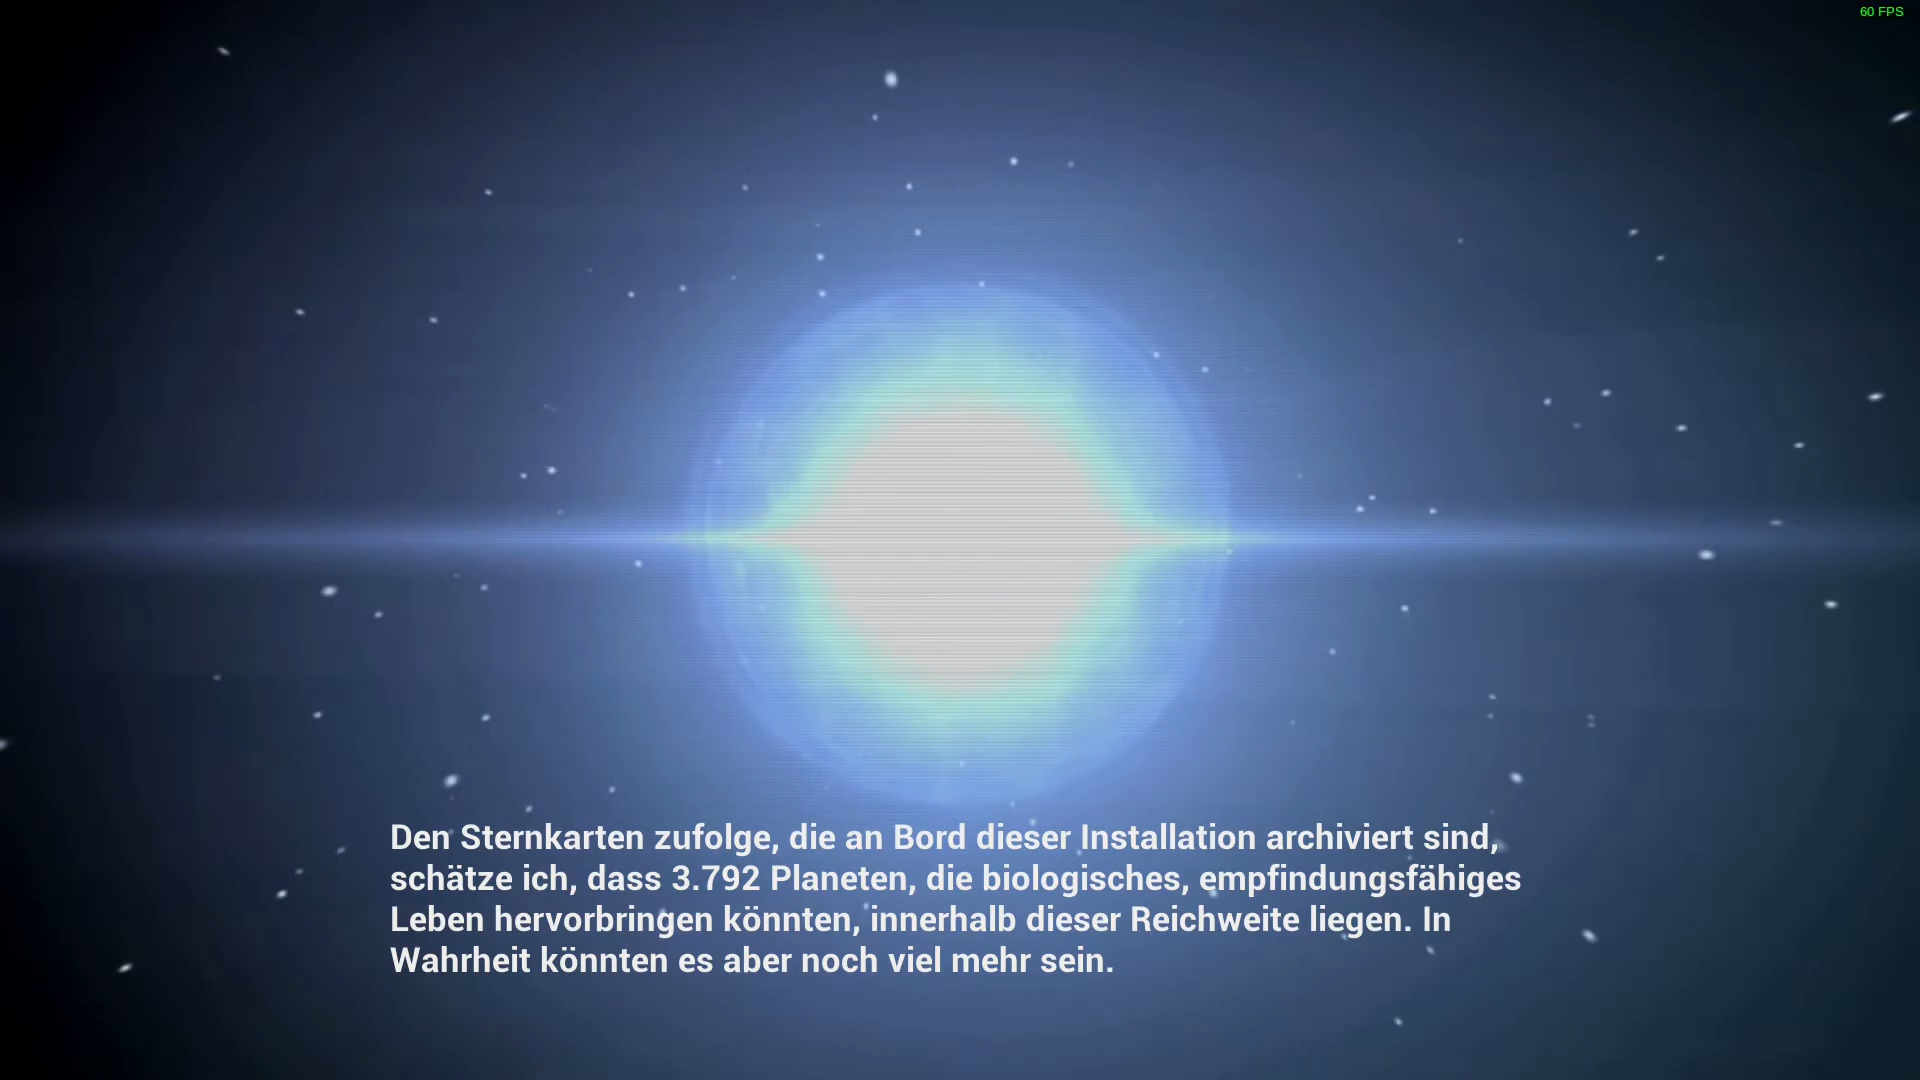 60 FPS
Den Sternkarten zufolge, die an Bord dieser Installation archiviert sind,
schätze ich, dass 3.792 Planeten, die biologisches, empfindungsfähiges
Leben hervorbringen könnten, innerhalb dieser Reichweite liegen. In
Wahrheit könnten es aber noch viel mehr sein.